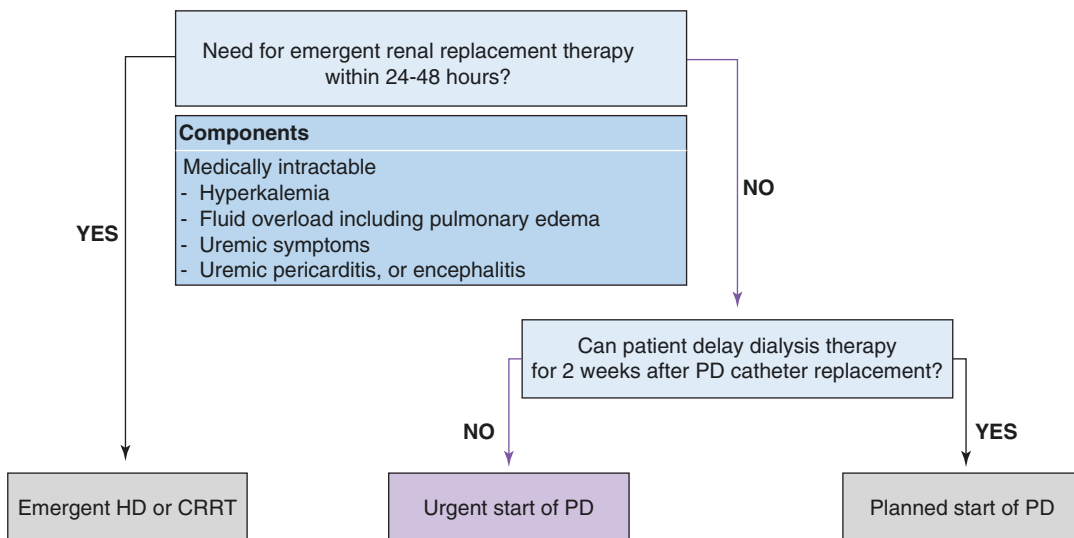 Need for emergent renal replacement therapy
within 24-48 hours?
Components
Medically intractable
- Hyperkalemia
- Fluid overload including pulmonary edema
- Uremic symptoms
- Uremic pericarditis, or encephalitis
YES
NO
Can patient delay dialysis therapy
for 2 weeks after PD catheter replacement?
NO
YES
Emergent HD or CRRT
Urgent start of PD
Planned start of PD